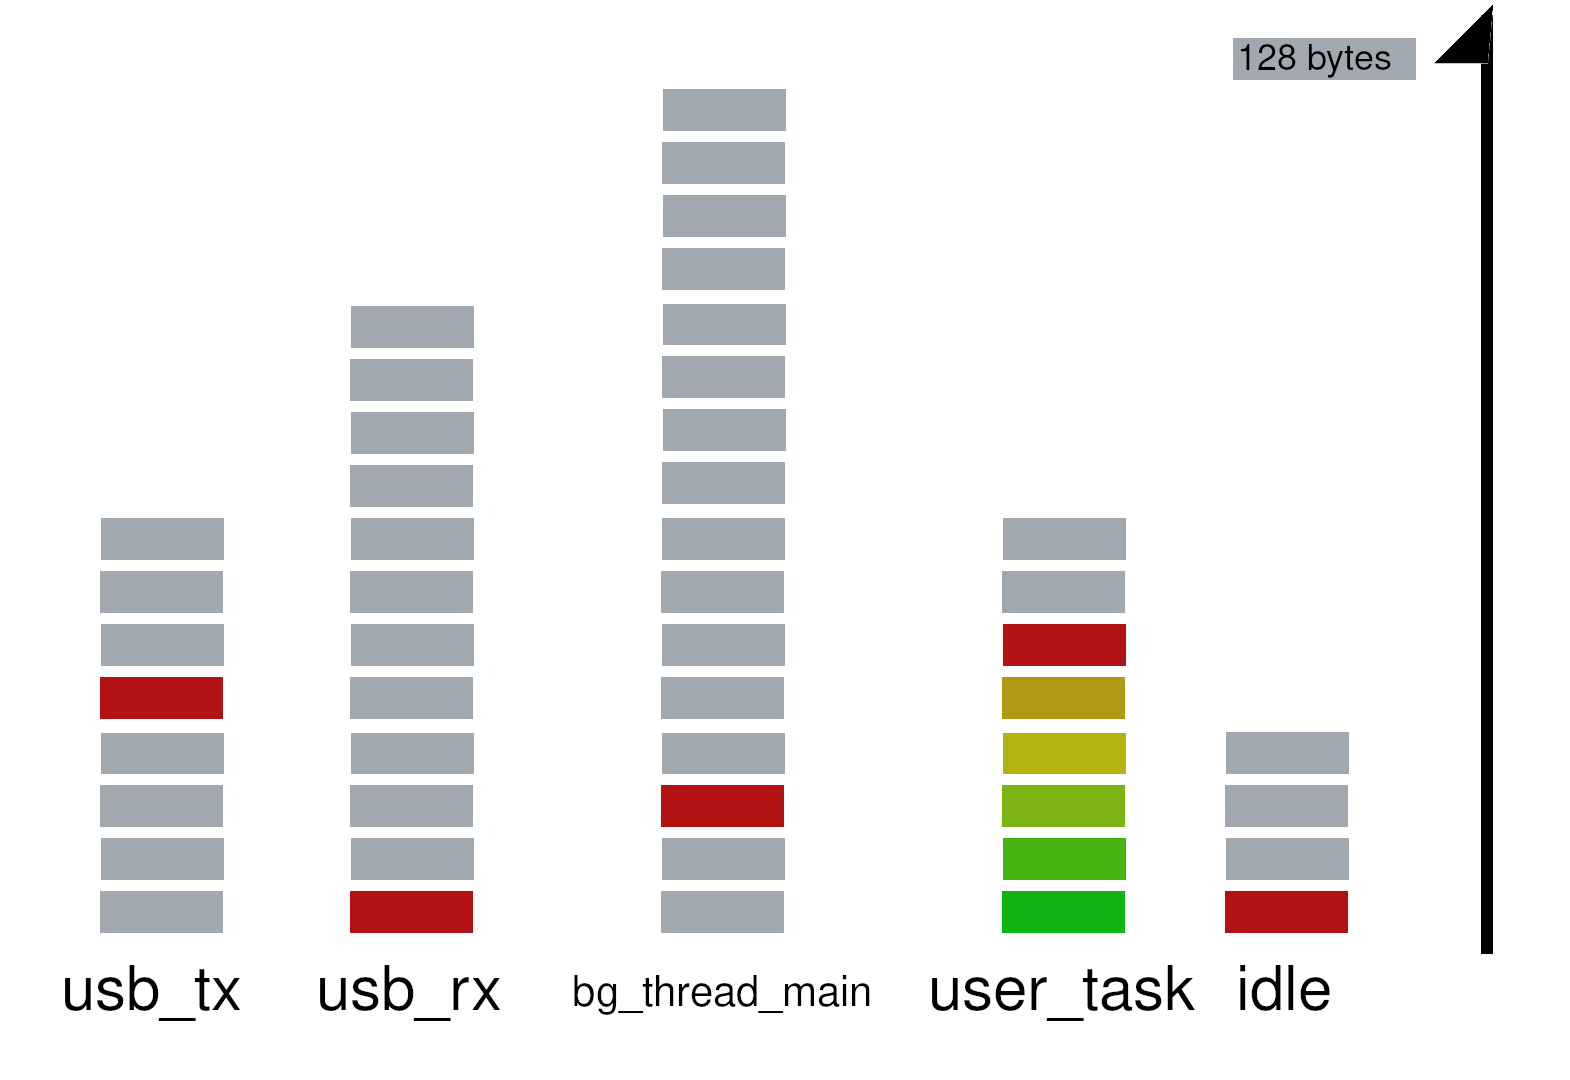 128 bytes
usb_tx
usb_rx
bg_thread_main
user_task
idle